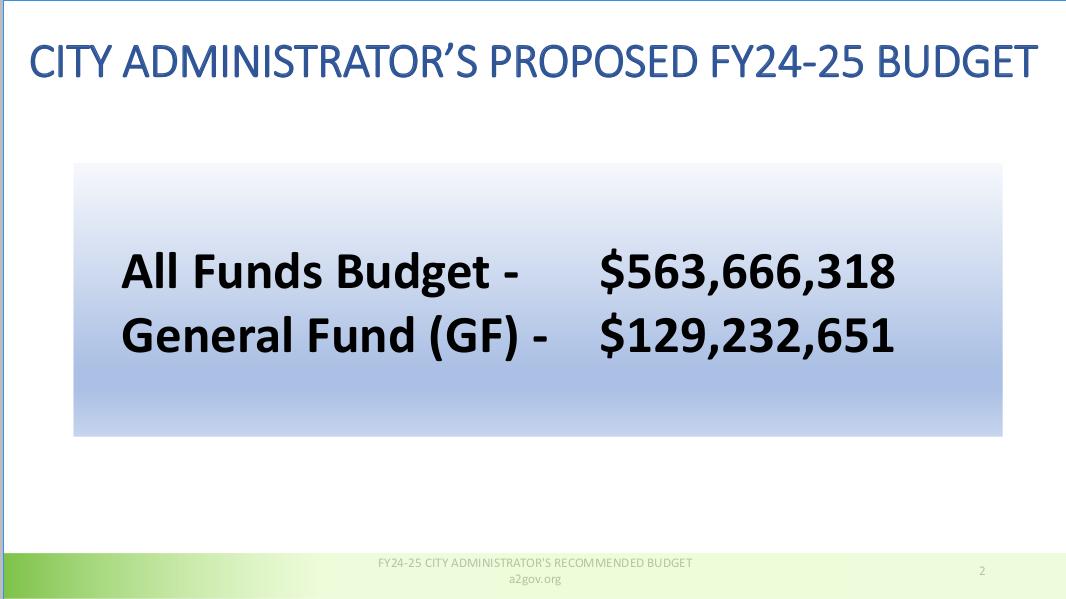 CITY ADMINISTRATOR’S PROPOSED FY24-25 BUDGET
All Funds Budget - $563,666,318
General Fund (GF) - $129,232,651
FY24-25 CITY ADMINISTRATOR'S RECOMMENDED BUDGET
a2gov.org
2